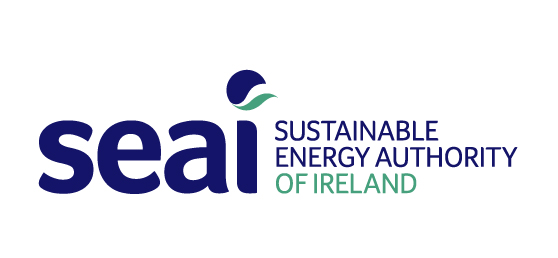 seai
SUSTAINABLE
ENERGY AUTHORITY
OF IRELAND